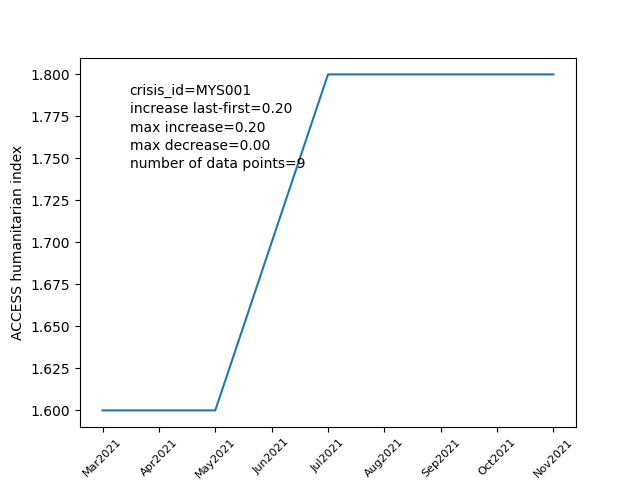 crisis_id=MYS001
increase last-first=0.20
max increase=0.20
max decrease=0.00
number of data points=9
ACCESS humanitarian index
1.800
1.775
1.750
1.725
1.700
1.675
1.650
1.625
1.600
Mar2021
Apr2021
May2021
Jun2021
Jul2021
Aug2021
Sep2021
Oct2021
Nov2021